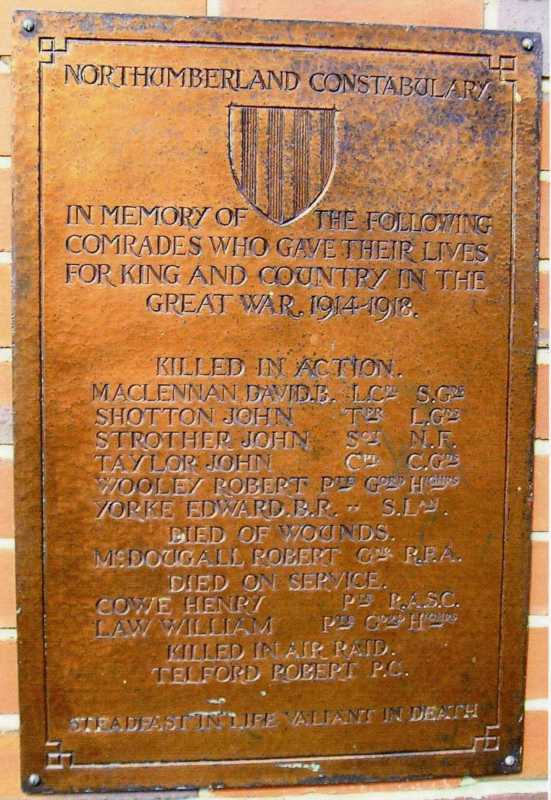 NORTHUMBERLAND CONSTABULARY.
IN MEMORY OF THE FOLLOWING
COMRADES WHO GAVE THEIR LIVES
FOR KING AND COUNTRY IN THE
GREAT WAR, 1914-1918.
KILLED IN ACTION.
MACLENNAN DAVID.B. L.CPL S.GDS
SHOTTON JOHN TPR L.GDS
STROTHER JOHN SGT N.F.
TAYLOR JOHN CPL C.GDS
WOOLEY ROBERT PTE GORD HIGHRS
YORKE EDWARD.B.R. " S.LAN.
DIED OF WOUNDS.
MCDOUGALL ROBERT GNR R.F.A.
DIED ON SERVICE.
COWE HENRY PTE R.A.S.C.
LAW WILLIAM PTE GORD HIGHRS
KILLED IN AIR RAID.
TELFORD ROBERT P.C.
STEADFAST IN LIFE VALIANT IN DEATH